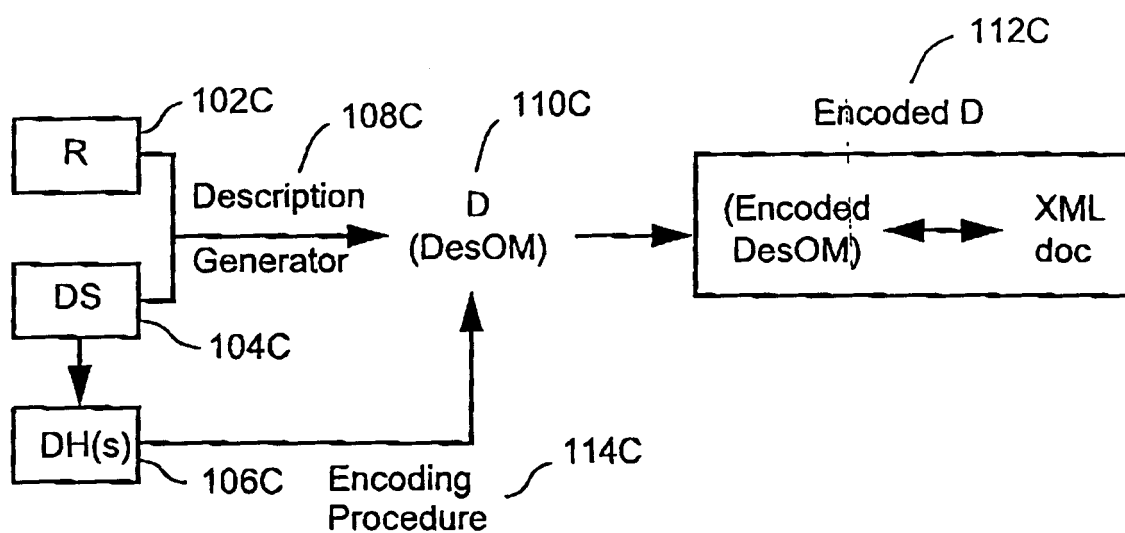 112C
102C
110C
Encoded D
108C
R
Description
D
(Encoded
XML
(DesOM)
DesOM)
doc
Generator
DS
104C
DH(s)
114C
106C
Encoding
Procedure